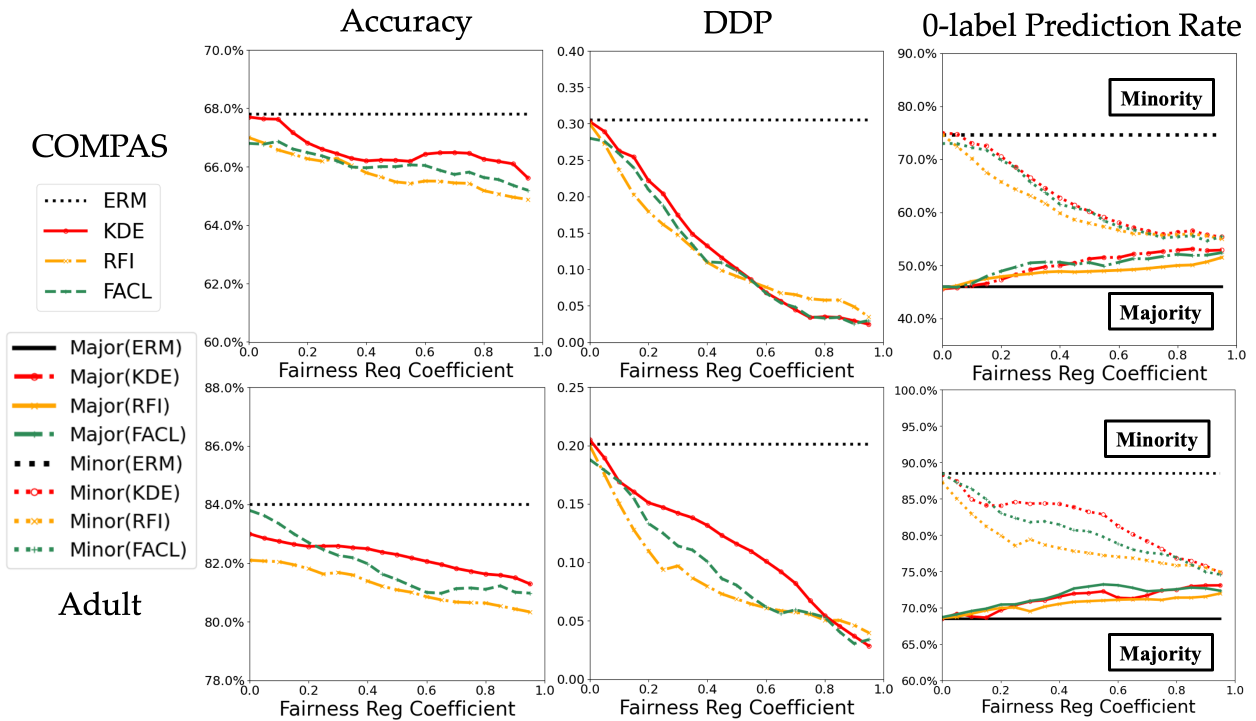 Accuracy
DDP
0-label Prediction Rate
COMPAS
ERM
KDE
RFI
FACL
Major(ERM)
Major(KDE)
Major(RFI)
Major(FACL)
Minor(ERM)
Minor(KDE)
Minor(RFI)
Minor(FACL)
Adult
70.0%
68.0%
66.0%
64.0%
62.0%
60.0%
0.0 0.2 0.4 0.6 0.8 1.0
Fairness Reg Coefficient
0.40
0.35
0.30
0.25
0.20
0.15
0.10
0.05
0.00
0.0 0.2 0.4 0.6 0.8 1.0
Fairness Reg Coefficient
90.0%
80.0%
70.0%
60.0%
50.0%
40.0%
Minority
Majority
0.0 0.2 0.4 0.6 0.8 1.0
Fairness Reg Coefficient
88.0%
86.0%
84.0%
82.0%
80.0%
78.0%
0.0 0.2 0.4 0.6 0.8 1.0
Fairness Reg Coefficient
0.25
0.20
0.15
0.10
0.05
0.00
0.0 0.2 0.4 0.6 0.8 1.0
Fairness Reg Coefficient
100.0%
95.0%
90.0%
85.0%
80.0%
75.0%
70.0%
65.0%
60.0%
Minority
Majority
0.0 0.2 0.4 0.6 0.8 1.0
Fairness Reg Coefficient